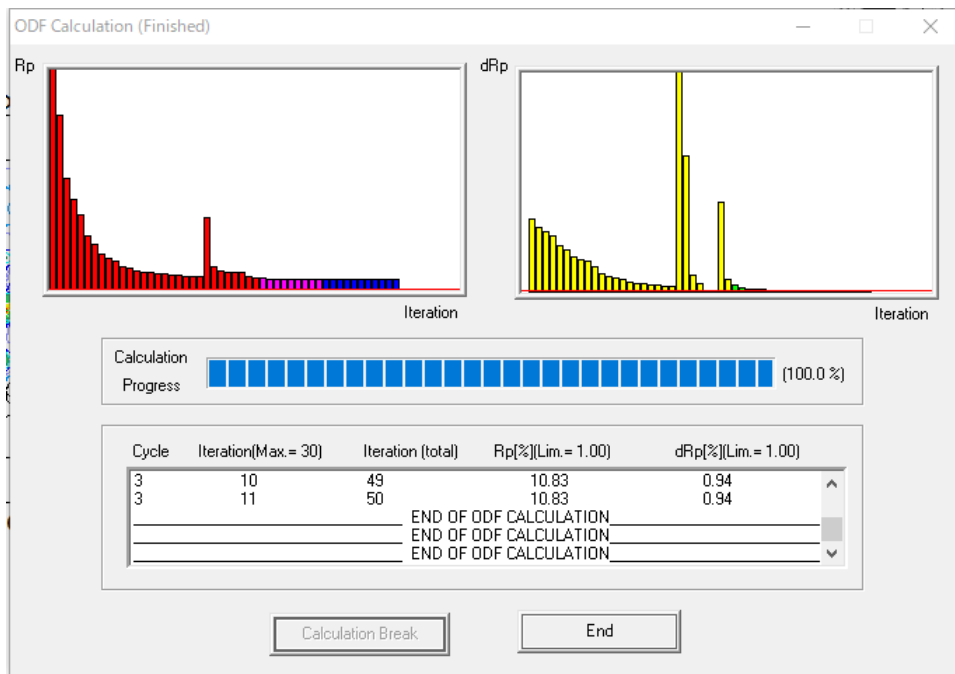 ODF Calculation (Finished)
Rp
dRp
Iteration
Iteration
Calculation
Progress
(100.0 %)
Cycle Iteration(Max.= 30) Iteration (total) Rp[%](Lim.= 1.00) dRp[%](Lim.= 1.00)
3 10 49 10.83 0.94
3 11 50 10.83 0.94
END OF ODF CALCULATION
END OF ODF CALCULATION
END OF ODF CALCULATION
Calculation Break
End